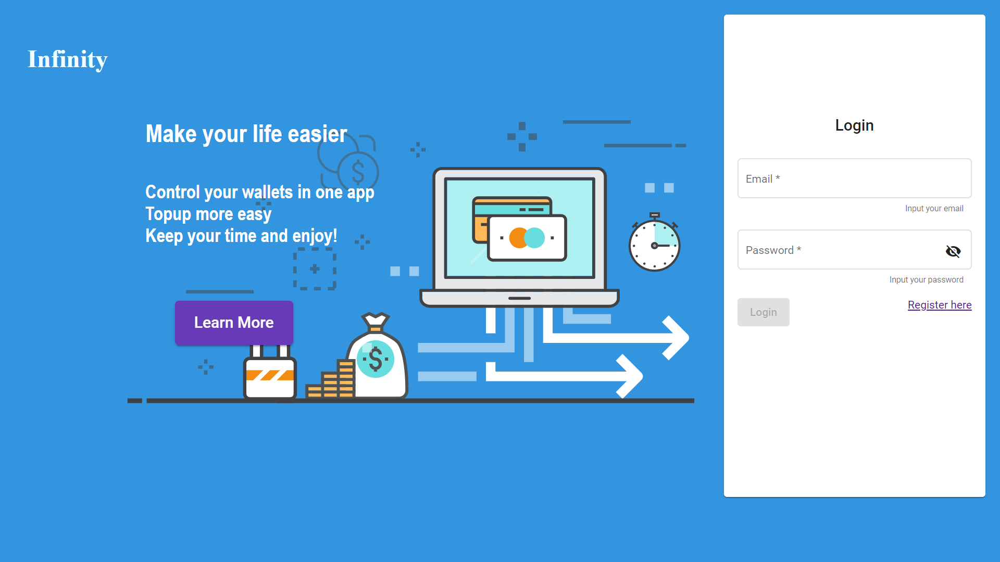 Infinity
Make your life easier
Control your wallets in one app
Topup more easy
Keep your time and enjoy!
Learn More
$
$
Login
Email *
Input your email
Password *
Input your password
Login
Register here